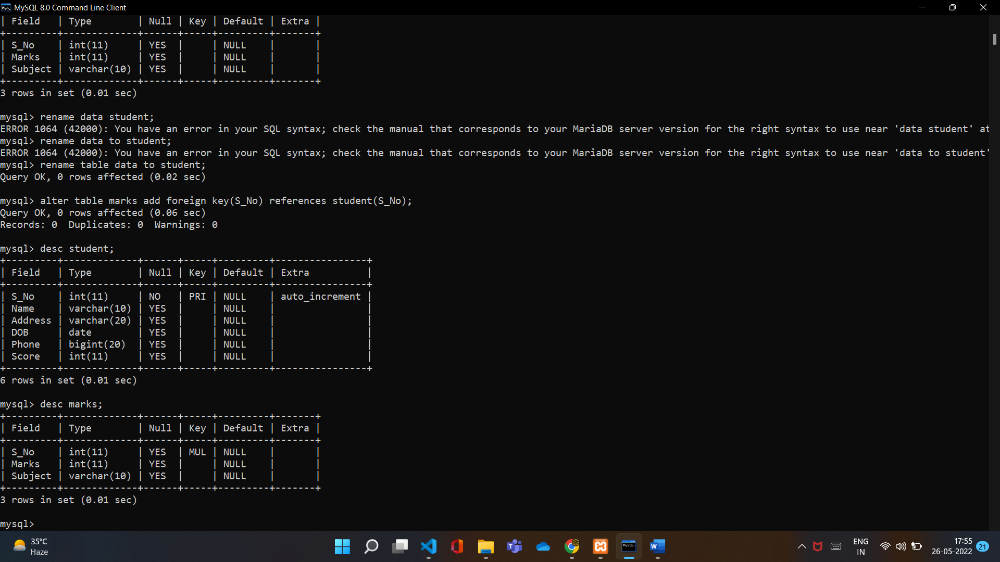 MySQL 8.0 Command Line Client
| Field   | Type        | Null | Key | Default | Extra |
+---------+-------------+------+-----+---------+-------+
| S_No    | int(11)     | YES  |     | NULL    |       |
| Marks   | int(11)     | YES  |     | NULL    |       |
| Subject | varchar(10) | YES  |     | NULL    |       |
+---------+-------------+------+-----+---------+-------+
3 rows in set (0.01 sec)
mysql> rename data student;
ERROR 1064 (42000): You have an error in your SQL syntax; check the manual that corresponds to your MariaDB server version for the right syntax to use near 'data student' at
mysql> rename data to student;
ERROR 1064 (42000): You have an error in your SQL syntax; check the manual that corresponds to your MariaDB server version for the right syntax to use near 'data to student'
mysql> rename table data to student;
Query OK, 0 rows affected (0.02 sec)
mysql> alter table marks add foreign key(S_No) references student(S_No);
Query OK, 0 rows affected (0.06 sec)
Records: 0  Duplicates: 0  Warnings: 0
mysql> desc student;
+---------+-------------+------+-----+---------+----------------+
| Field   | Type        | Null | Key | Default | Extra          |
+---------+-------------+------+-----+---------+----------------+
| S_No    | int(11)     | NO   | PRI | NULL    | auto_increment |
| Name    | varchar(10) | YES  |     | NULL    |                |
| Address | varchar(20) | YES  |     | NULL    |                |
| DOB     | date        | YES  |     | NULL    |                |
| Phone   | bigint(20)  | YES  |     | NULL    |                |
| Score   | int(11)     | YES  |     | NULL    |                |
+---------+-------------+------+-----+---------+----------------+
6 rows in set (0.01 sec)
mysql> desc marks;
+---------+-------------+------+-----+---------+-------+
| Field   | Type        | Null | Key | Default | Extra |
+---------+-------------+------+-----+---------+-------+
| S_No    | int(11)     | YES  | MUL | NULL    |       |
| Marks   | int(11)     | YES  |     | NULL    |       |
| Subject | varchar(10) | YES  |     | NULL    |       |
+---------+-------------+------+-----+---------+-------+
3 rows in set (0.01 sec)
mysql>
35°C
Haze
ENG
IN
17:55
26-05-2022
21